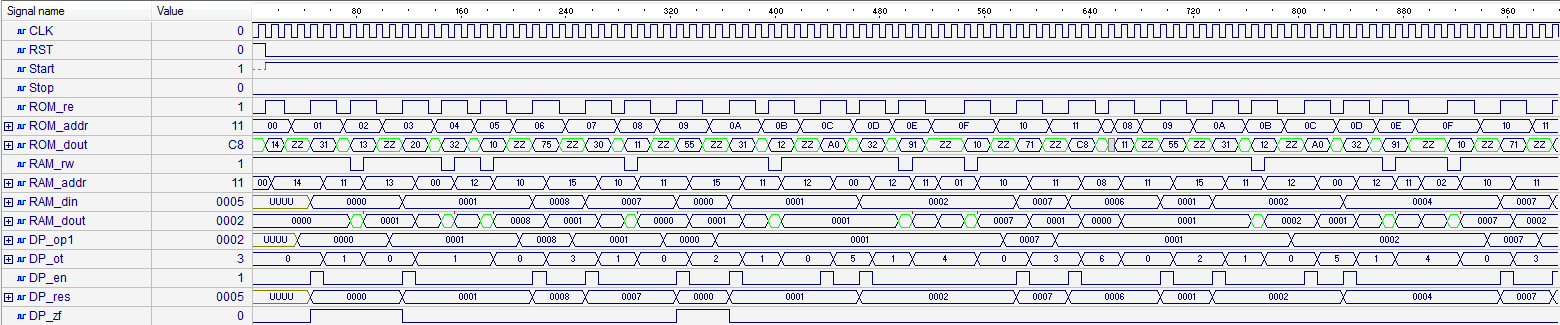 Signal name Value 80 160 240 320 400 480 560 640 720 800 880 960
CLK 0
RST 0
Start 1
Stop 0
ROM_re 1
ROM_addr 11 00 01 02 03 04 05 06 07 08 09 0A 0B 0C 0D 0E 0F 10 11 08 09 0A 0B 0C 0D 0E 0F 10 11
ROM_dout C8 14 ZZ 31 13 ZZ 20 32 10 ZZ 75 ZZ 30 11 ZZ 55 ZZ 31 12 ZZ A0 32 91 ZZ 10 ZZ 71 ZZ C8 11 ZZ 55 ZZ 31 12 ZZ A0 32 91 ZZ 10 ZZ 71 ZZ
RAM_rw 1
RAM_addr 11 00 14 11 13 00 12 10 15 10 11 15 11 12 00 12 11 01 10 11 08 11 15 11 12 00 12 11 02 10 11
RAM_din 0005 UUUU 0000 0001 0008 0007 0000 0001 0002 0007 0006 0001 0002 0004 0007
RAM_dout 0002 0000 0001 0008 0001 0000 0001 0001 0007 0001 0000 0001 0002 0001 0007 0002
DP_op1 0002 UUUU 0000 0001 0008 0001 0000 0001 0007 0001 0002 0007
DP_ot 3 0 1 0 1 0 3 1 0 2 1 0 5 1 4 0 3 6 0 2 1 0 5 1 4 0 3
DP_en 1
DP_res 0005 UUUU 0000 0001 0008 0007 0000 0001 0002 0007 0006 0001 0002 0004 0007
DP_zf 0